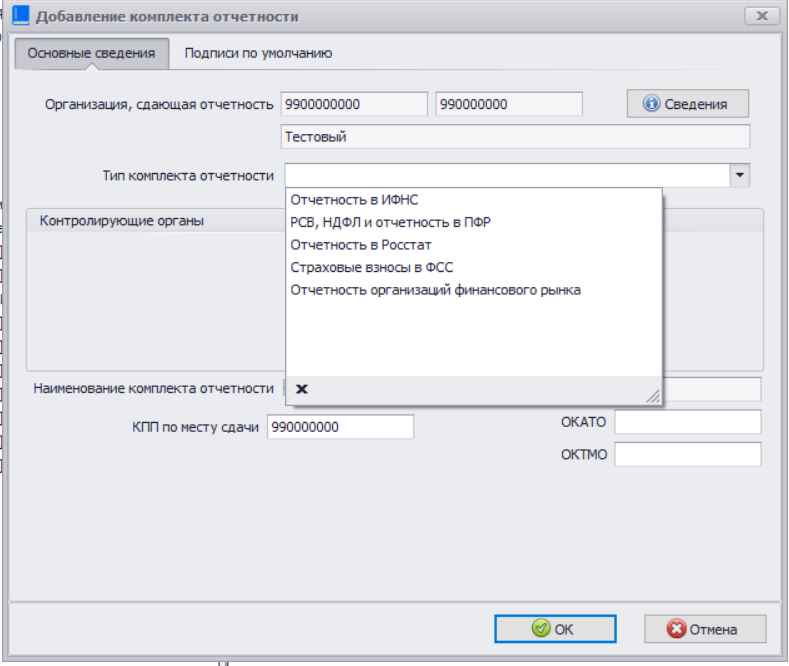 Добавление комплекта отчетности
Основные сведения Подписи по умолчанию
Организация, сдающая отчетность 9900000000 990000000 Сведения
Тестовый
Тип комплекта отчетности
Отчетность в ИФНС
РСВ, НДФЛ и отчетность в ПФР
Отчетность в Росстат
Страховые взносы в ФСС
Отчетность организаций финансового рынка
Контролирующие органы
Наименование комплекта отчетности
КПП по месту сдачи 990000000 ОКАТО
ОКТМО
ОК Отмена